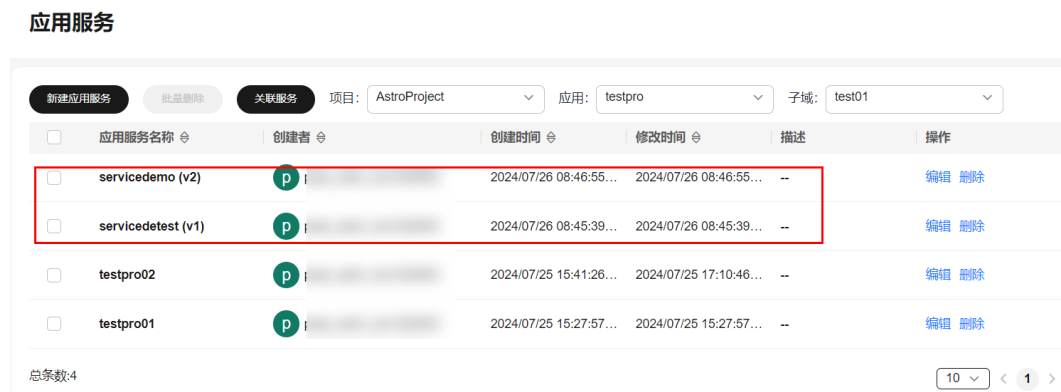 应用服务
新建应用服务 批量删除 关联服务 项目: AstroProject 应用: testpro 子域: test01
应用服务名称 创建者 创建时间 修改时间 描述 操作
servicedemo (v2) p 2024/07/26 08:46:55... 2024/07/26 08:46:55... -- 编辑 删除
servicedetest (v1) p 2024/07/26 08:45:39... 2024/07/26 08:45:39... -- 编辑 删除
testpro02 p 2024/07/25 15:41:26... 2024/07/25 17:10:46... -- 编辑 删除
testpro01 p 2024/07/25 15:27:57... 2024/07/25 15:27:57... -- 编辑 删除
总条数:4 10 < 1 >